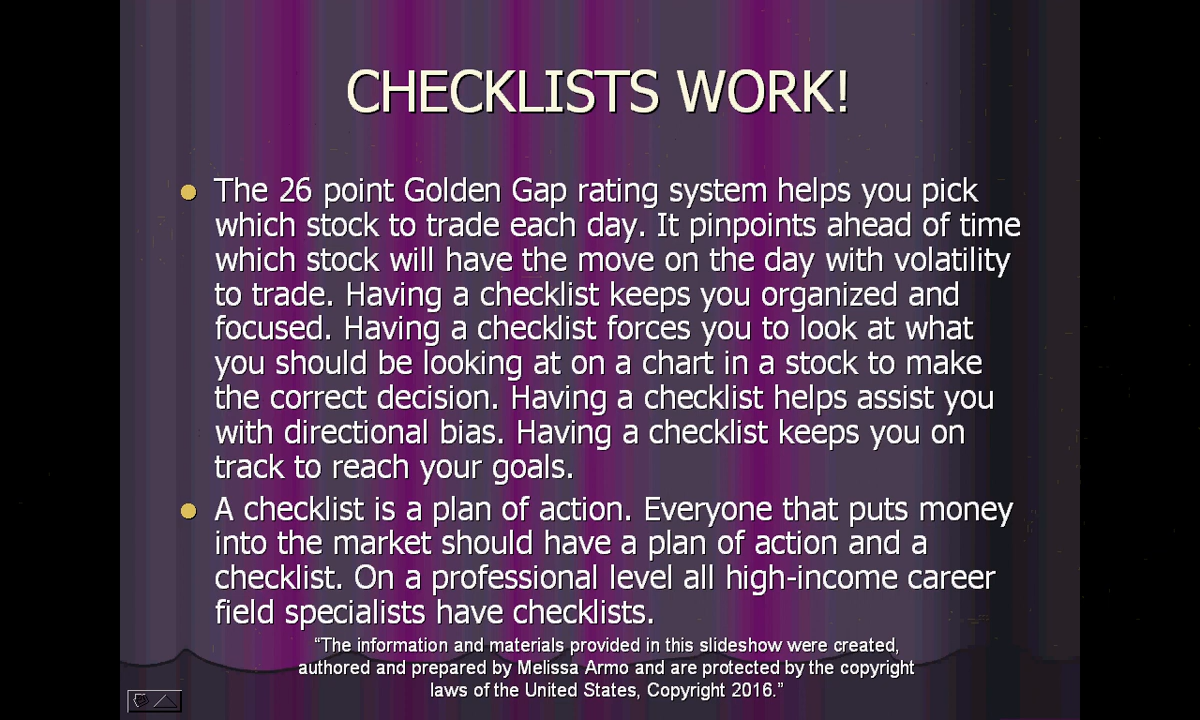 CHECKLISTS WORK!
The 26 point Golden Gap rating system helps you pick
which stock to trade each day. It pinpoints ahead of time
which stock will have the move on the day with volatility
to trade. Having a checklist keeps you organized and
focused. Having a checklist forces you to look at what
you should be looking at on a chart in a stock to make
the correct decision. Having a checklist helps assist you
with directional bias. Having a checklist keeps you on
track to reach your goals.
A checklist is a plan of action. Everyone that puts money
into the market should have a plan of action and a
checklist. On a professional level all high-income career
field specialists have checklists.
“The information and materials provided in this slideshow were created,
authored and prepared by Melissa Armo and are protected by the copyright
laws of the United States, Copyright 2016.”